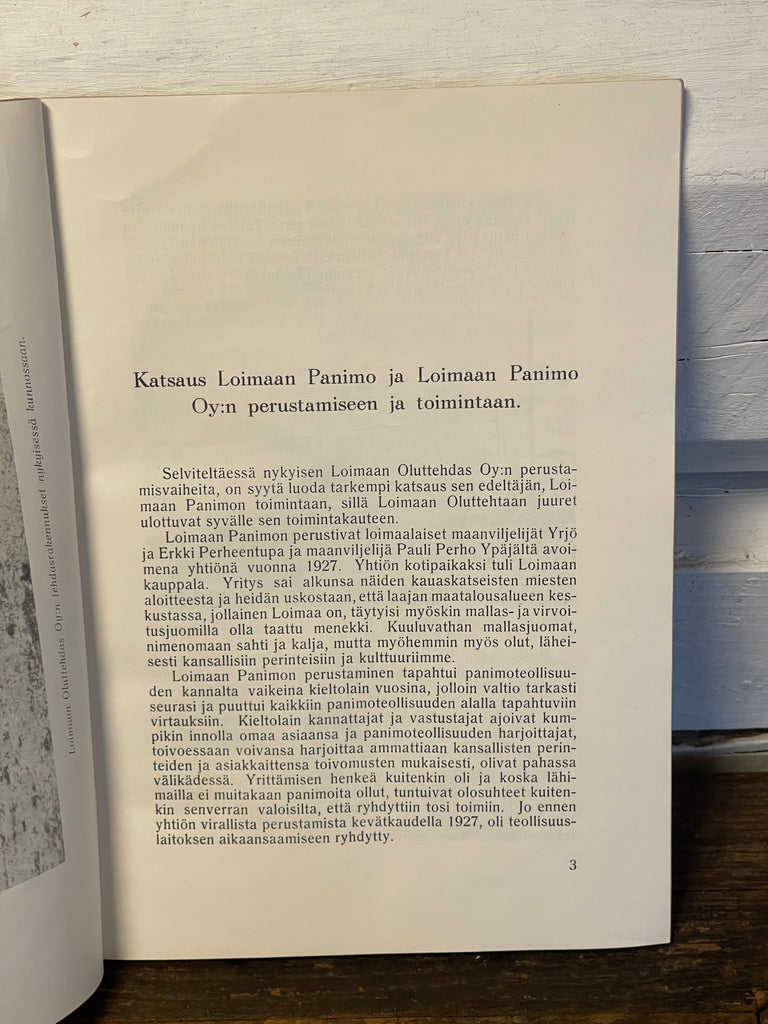 Loimaan Oluttehdas Oy:n tehdasrakennukset nykyisessä kunnossaan.
Katsaus Loimaan Panimo ja Loimaan Panimo
Oy:n perustamiseen ja toimintaan.
Selviteltäessä nykyisen Loimaan Oluttehdas Oy:n perusta-
misvaiheita, on syytä luoda tarkempi katsaus sen edeltäjän, Loi-
maan Panimon toimintaan, sillä Loimaan Oluttehtaan juuret
ulottuvat syvälle sen toimintakauteen.
Loimaan Panimon perustivat loimaalaiset maanviljelijät Yrjö
ja Erkki Perheentupa ja maanviljelijä Pauli Perho Ypäjältä avoi-
mena yhtiönä vuonna 1927. Yhtiön kotipaikaksi tuli Loimaan
kauppala. Yritys sai alkunsa näiden kauaskatseisten miesten
aloitteesta ja heidän uskostaan, että laajan maatalousalueen kes-
kustassa, jollainen Loimaa on, täytyisi myöskin mallas- ja virvoi-
tusjuomilla olla taattu menekki. Kuuluvathan mallasjuomat,
nimenomaan sahti ja kalja, mutta myöhemmin myös olut, lähei-
sesti kansallisiin perinteisiin ja kulttuuriimme.
Loimaan Panimon perustaminen tapahtui panimoteollisuu-
den kannalta vaikeina kieltolain vuosina, jolloin valtio tarkasti
seurasi ja puuttui kaikkiin panimoteollisuuden alalla tapahtuviin
virtauksiin. Kieltolain kannattajat ja vastustajat ajoivat kum-
pikin innolla omaa asiaansa ja panimoteollisuuden harjoittajat,
toivoessaan voivansa harjoittaa ammattiaan kansallisten perin-
teiden ja asiakkaittensa toivomusten mukaisesti, olivat pahassa
välikädessä. Yrittämisen henkeä kuitenkin oli ja koska lähi-
mailla ei muitakaan panimoita ollut, tuntuivat olosuhteet kuiten-
kin senverran valoisilta, että ryhdyttiin tosi toimiin. Jo ennen
yhtiön virallista perustamista kevätkaudella 1927, oli teollisuus-
laitoksen aikaansaamiseen ryhdytty.
3